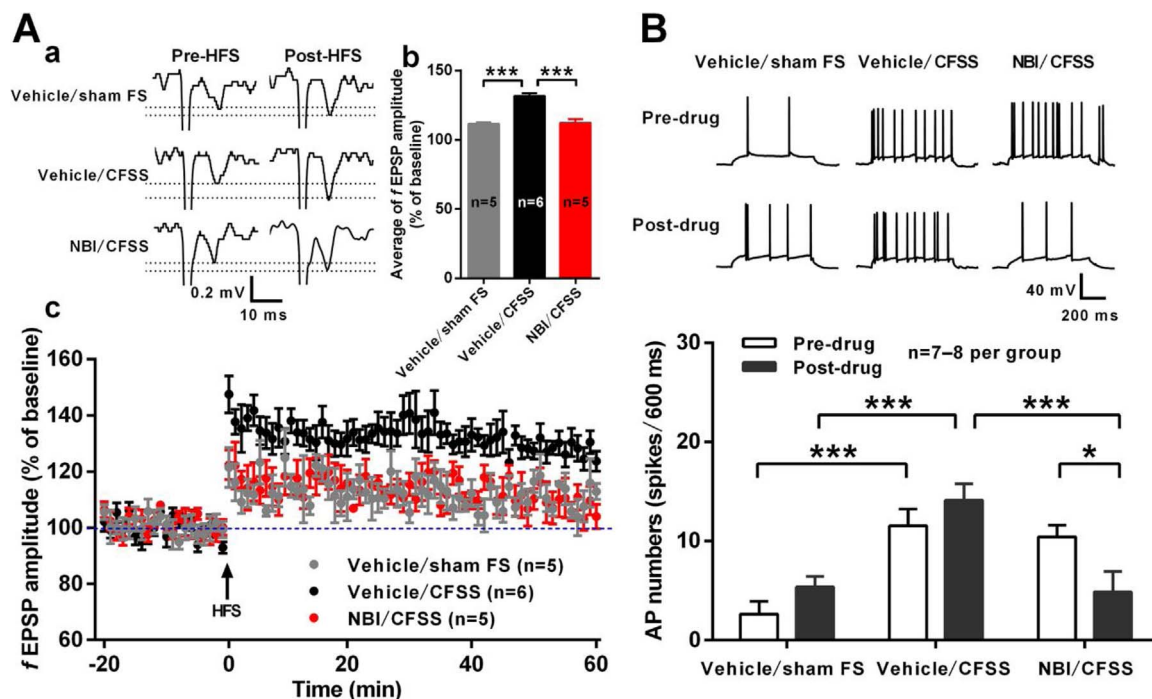 A
a
Pre-HFS Post-HFS
Vehicle/sham FS
Vehicle/CFSS
NBI/CFSS
0.2 mV
10 ms
b
Average of f EPSP amplitude
(% of baseline)
150
100
50
0
*** ***
n=5 n=6 n=5
Vehicle/sham FS
Vehicle/CFSS
NBI/CFSS
c
f EPSP amplitude (% of baseline)
160
140
120
100
80
60
HFS
Vehicle/sham FS (n=5)
Vehicle/CFSS (n=6)
NBI/CFSS (n=5)
-20 0 20 40 60
Time (min)
B
Vehicle/sham FS Vehicle/CFSS NBI/CFSS
Pre-drug
Post-drug
40 mV
200 ms
AP numbers (spikes/600 ms)
30
20
10
0
Pre-drug
Post-drug
n=7–8 per group
*** ***
*** *
Vehicle/sham FS Vehicle/CFSS NBI/CFSS